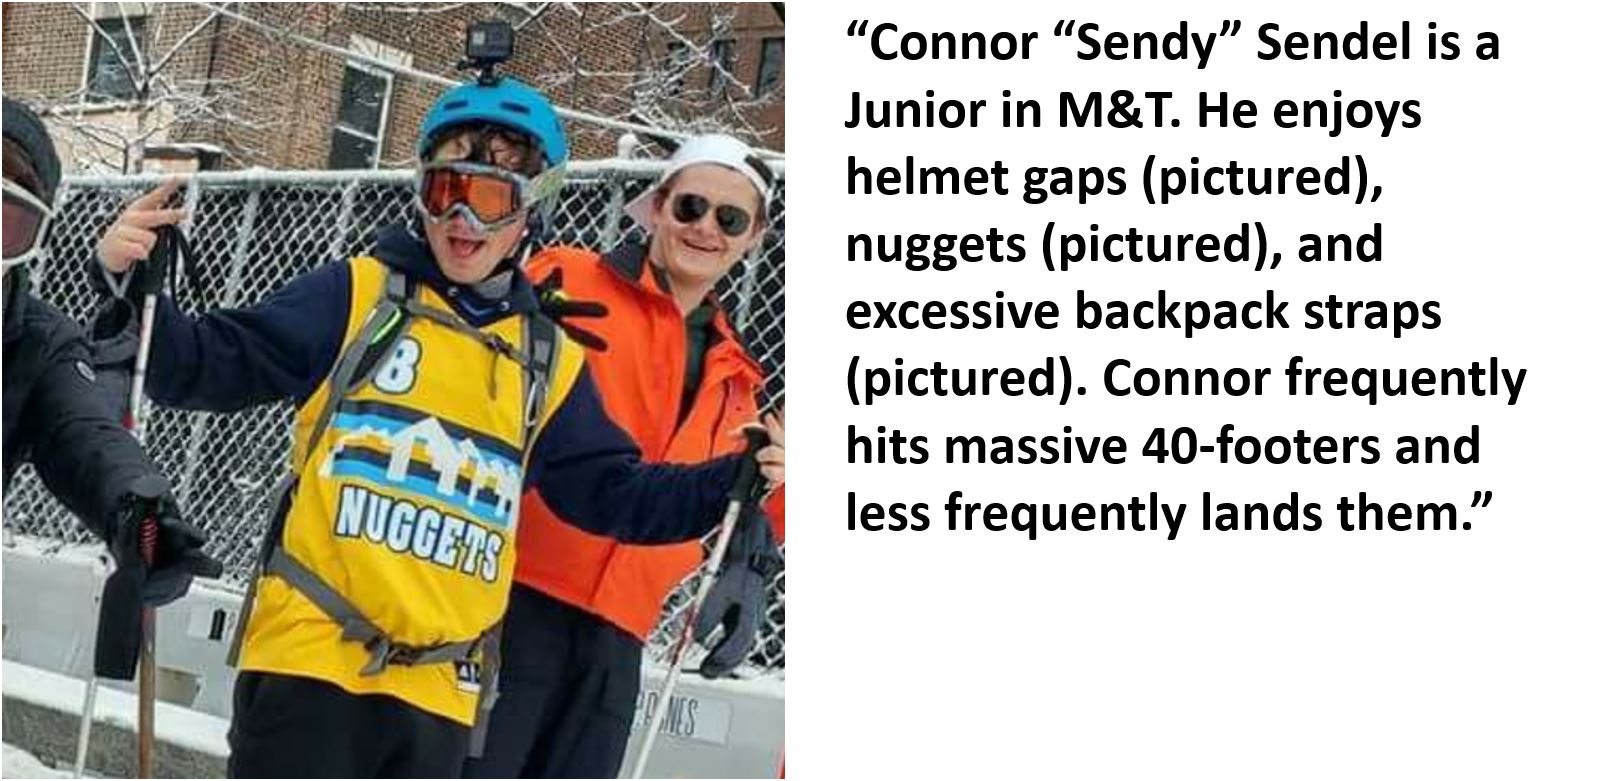 8
NUGGETS
“Connor “Sendy” Sendel is a
Junior in M&T. He enjoys
helmet gaps (pictured),
nuggets (pictured), and
excessive backpack straps
(pictured). Connor frequently
hits massive 40-footers and
less frequently lands them.”